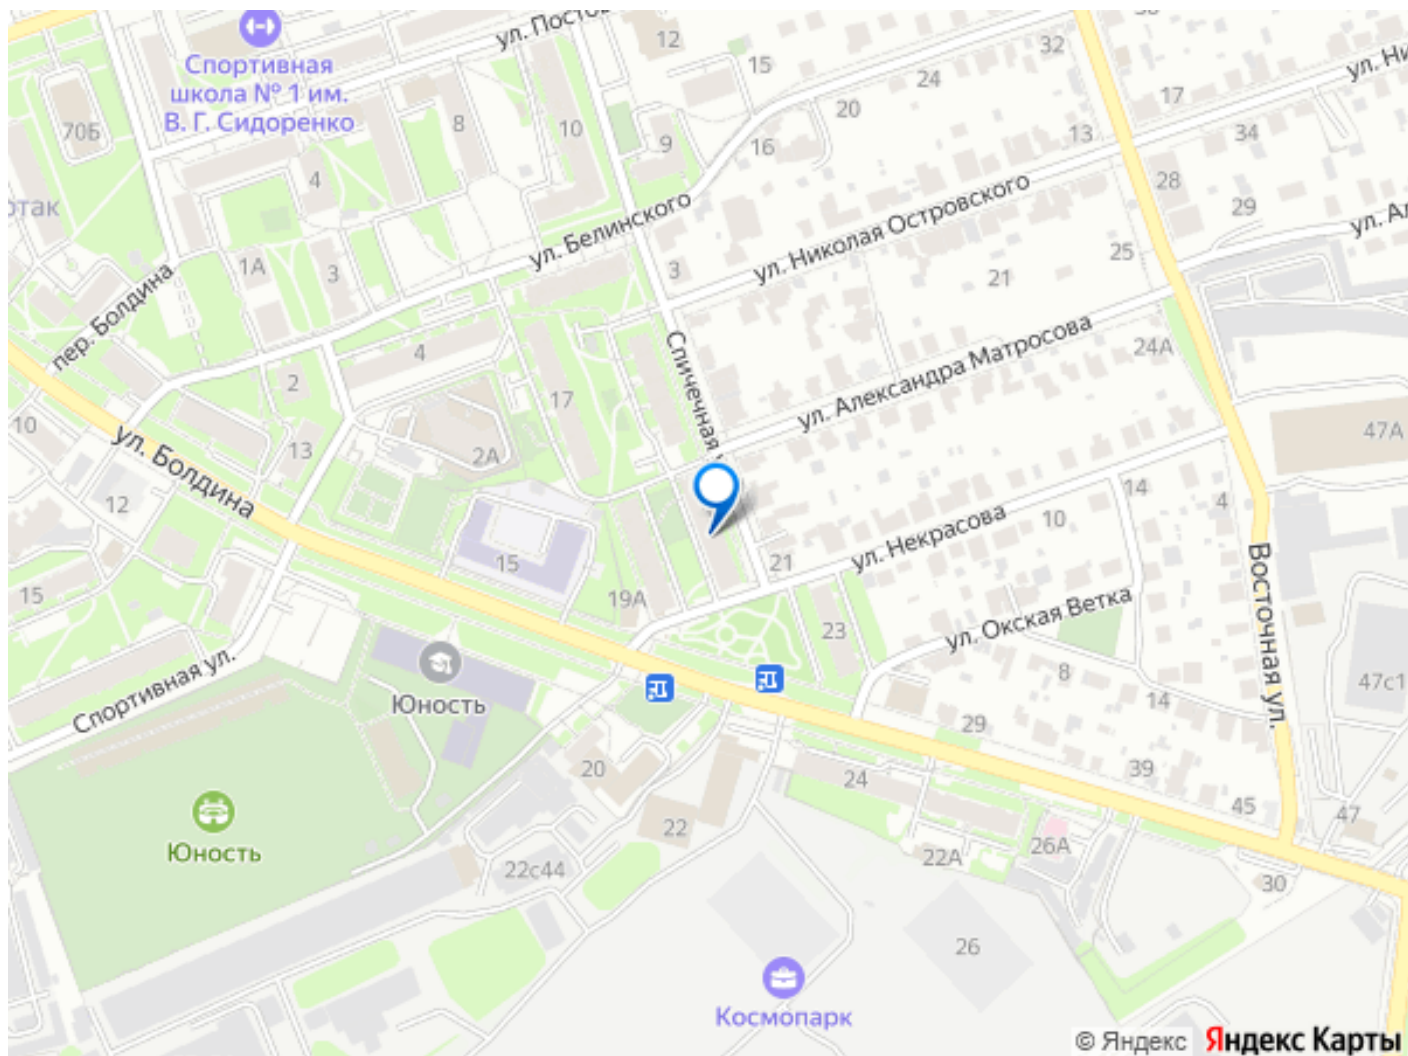 ул. Посто
12
32
Спортивная
школа № 1 им.
В. Г. Сидоренко
15
24
17
ул. Ни
70Б
8
10
9
16
20
13
34
4
28
29
отак
ул. Белинского
ул. Николая Островского
ул. Ал
1А
3
3
25
21
пер. Болдина
4
Спичечная
ул. Александра Матросова
24А
2
17
10
ул. Болдина
13
2А
47А
12
14
4
15
ул. Некрасова
10
21
15
19А
ул. Окская Ветка
Восточная ул.
23
Спортивная ул.
Юность
8
14
47с1
29
20
24
39
45
47
Юность
22
22с44
22А
26А
30
26
Космопарк
© Яндекс Яндекс Карты